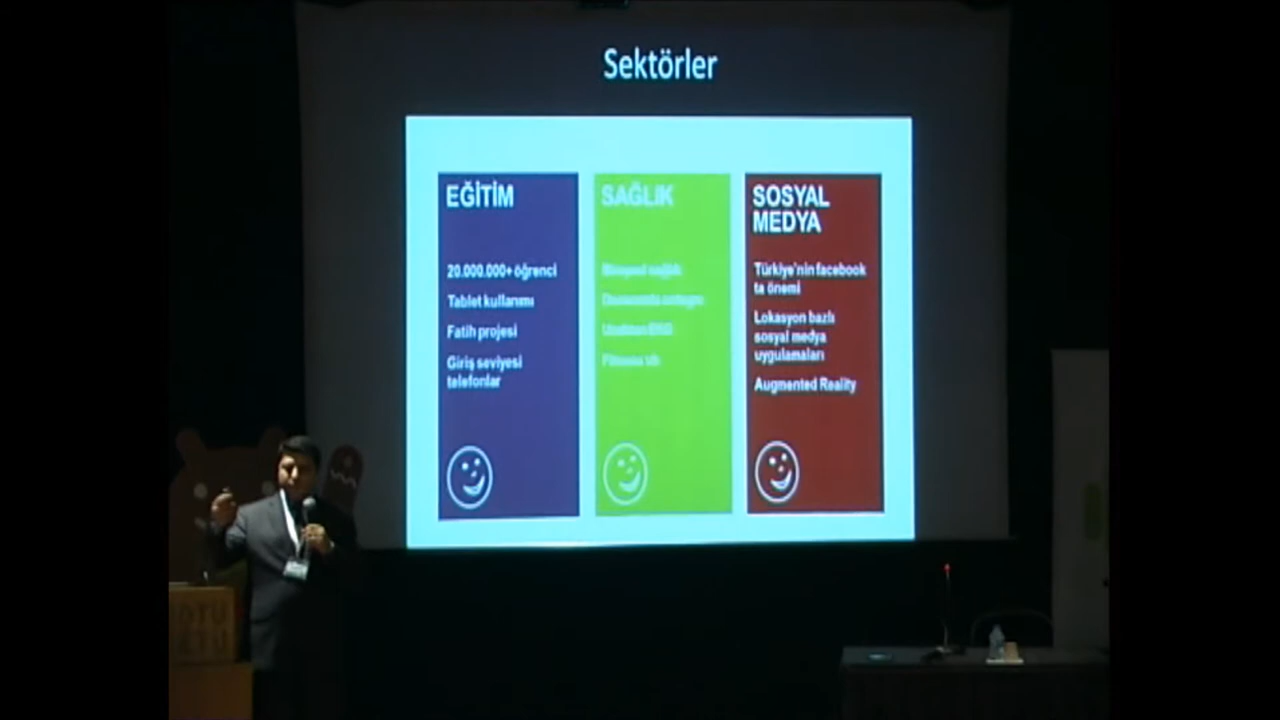 Sektörler
EĞİTİM
20.000.000+ öğrenci
Tablet kullanımı
Fatih projesi
Giriş seviyesi
telefonlar
SAĞLIK
SOSYAL
MEDYA
Türkiye'nin facebook
ta önemi
Lokasyon bazlı
sosyal medya
uygulamaları
Augmented Reality